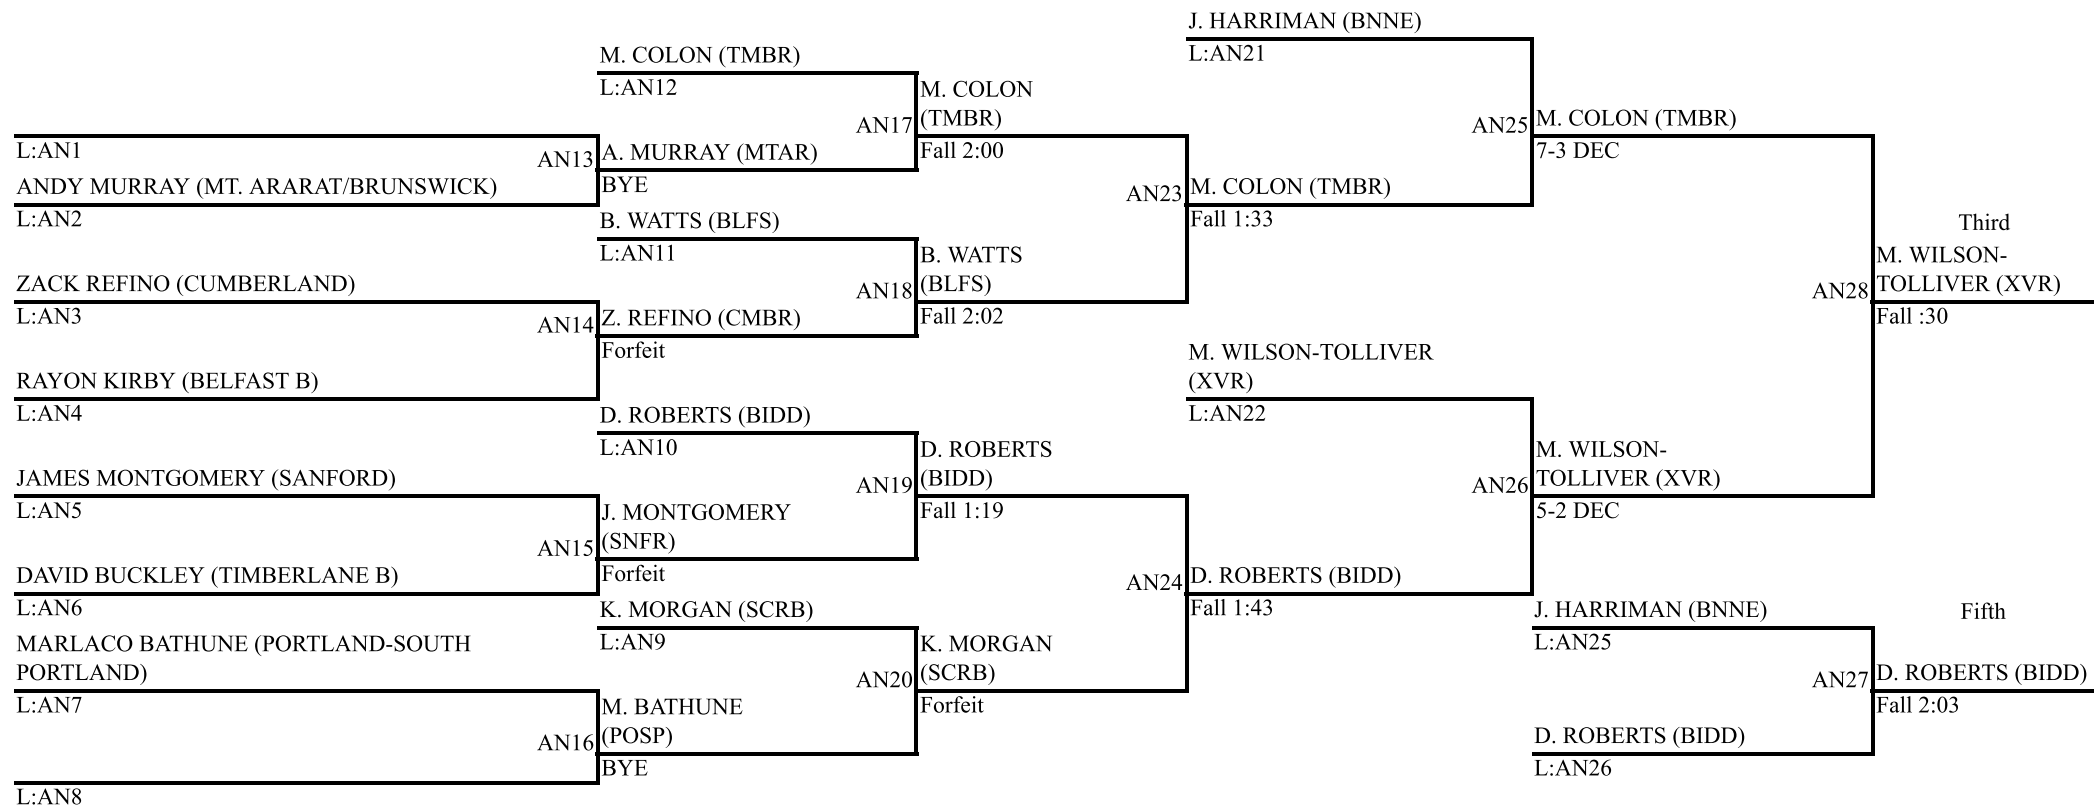 J. HARRIMAN (BNNE)
L:AN21
M. COLON (TMBR)
L:AN12
M. COLON
(TMBR)
AN17
Fall 2:00
AN25
M. COLON (TMBR)
7-3 DEC
L:AN1
AN13
A. MURRAY (MTAR)
BYE
ANDY MURRAY (MT. ARARAT/BRUNSWICK)
L:AN2
AN23
M. COLON (TMBR)
Fall 1:33
B. WATTS (BLFS)
L:AN11
B. WATTS
(BLFS)
AN18
Fall 2:02
Third
M. WILSON-
TOLLIVER (XVR)
AN28
Fall :30
ZACK REFINO (CUMBERLAND)
L:AN3
AN14
Z. REFINO (CMBR)
Forfeit
RAYON KIRBY (BELFAST B)
L:AN4
M. WILSON-TOLLIVER
(XVR)
L:AN22
D. ROBERTS (BIDD)
L:AN10
D. ROBERTS
(BIDD)
AN19
Fall 1:19
AN26
M. WILSON-
TOLLIVER (XVR)
5-2 DEC
JAMES MONTGOMERY (SANFORD)
L:AN5
AN15
J. MONTGOMERY
(SNFR)
Forfeit
DAVID BUCKLEY (TIMBERLANE B)
L:AN6
AN24
D. ROBERTS (BIDD)
Fall 1:43
K. MORGAN (SCRB)
L:AN9
K. MORGAN
(SCRB)
AN20
Forfeit
J. HARRIMAN (BNNE)
L:AN25
Fifth
AN27
D. ROBERTS (BIDD)
Fall 2:03
MARLACO BATHUNE (PORTLAND-SOUTH
PORTLAND)
L:AN7
AN16
M. BATHUNE
(POSP)
BYE
D. ROBERTS (BIDD)
L:AN26
L:AN8